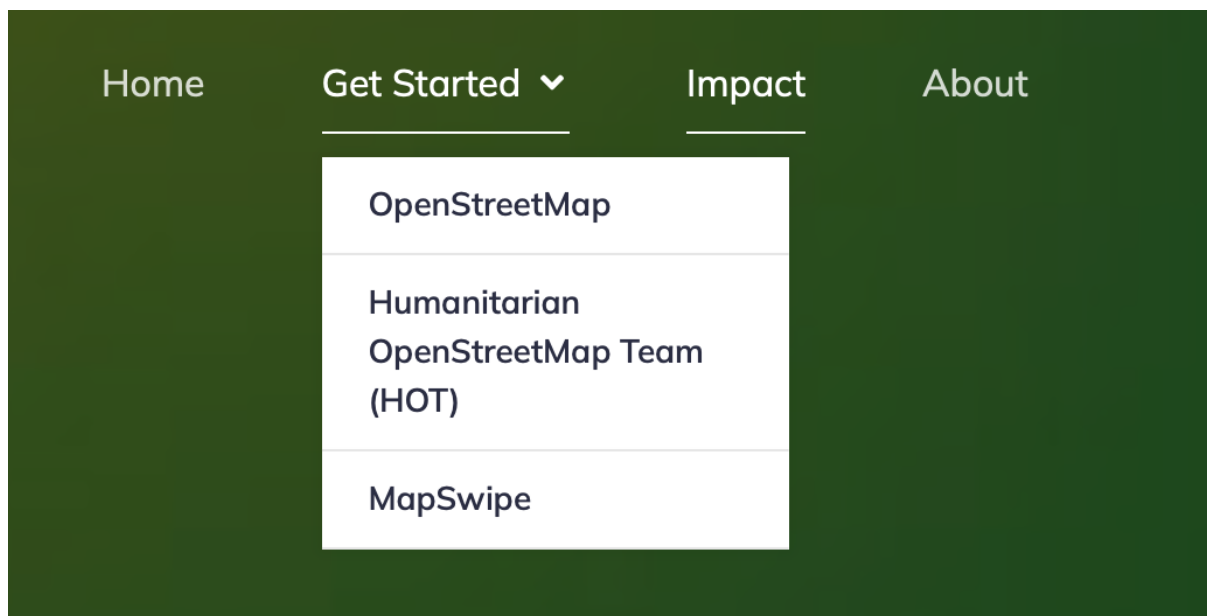 Home Get Started Impact About
OpenStreetMap
Humanitarian
OpenStreetMap Team
(HOT)
MapSwipe